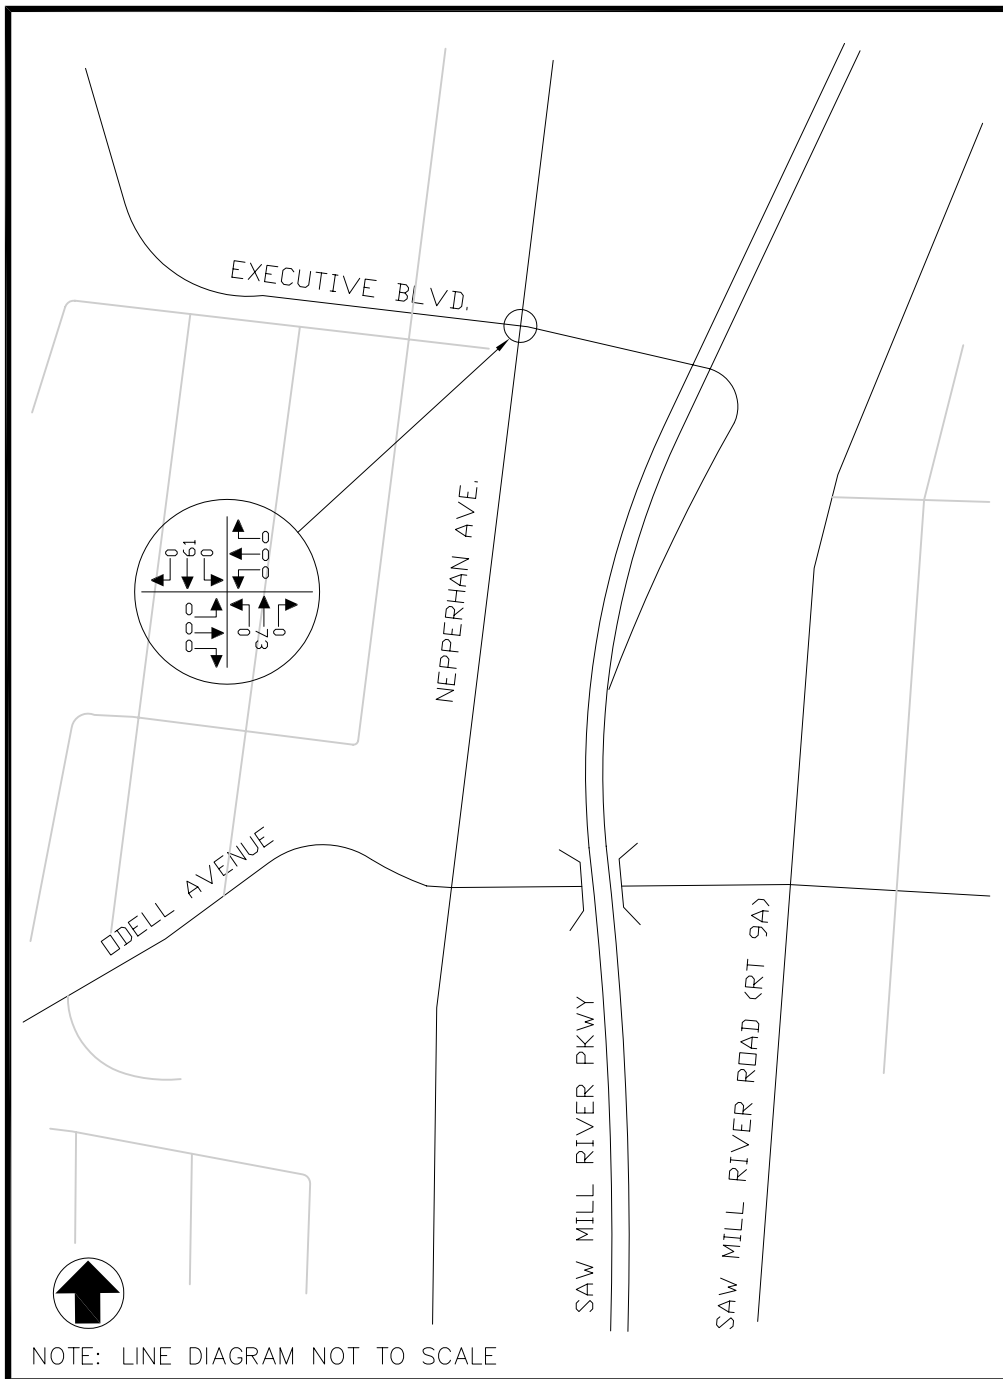 EXECUTIVE BLVD.
NEPPERHAN AVE.
0
0
0
0
61
0
0
0
0
0
73
0
ODELL AVENUE
SAW MILL RIVER PKWY
SAW MILL RIVER ROAD (RT 9A)
NOTE: LINE DIAGRAM NOT TO SCALE